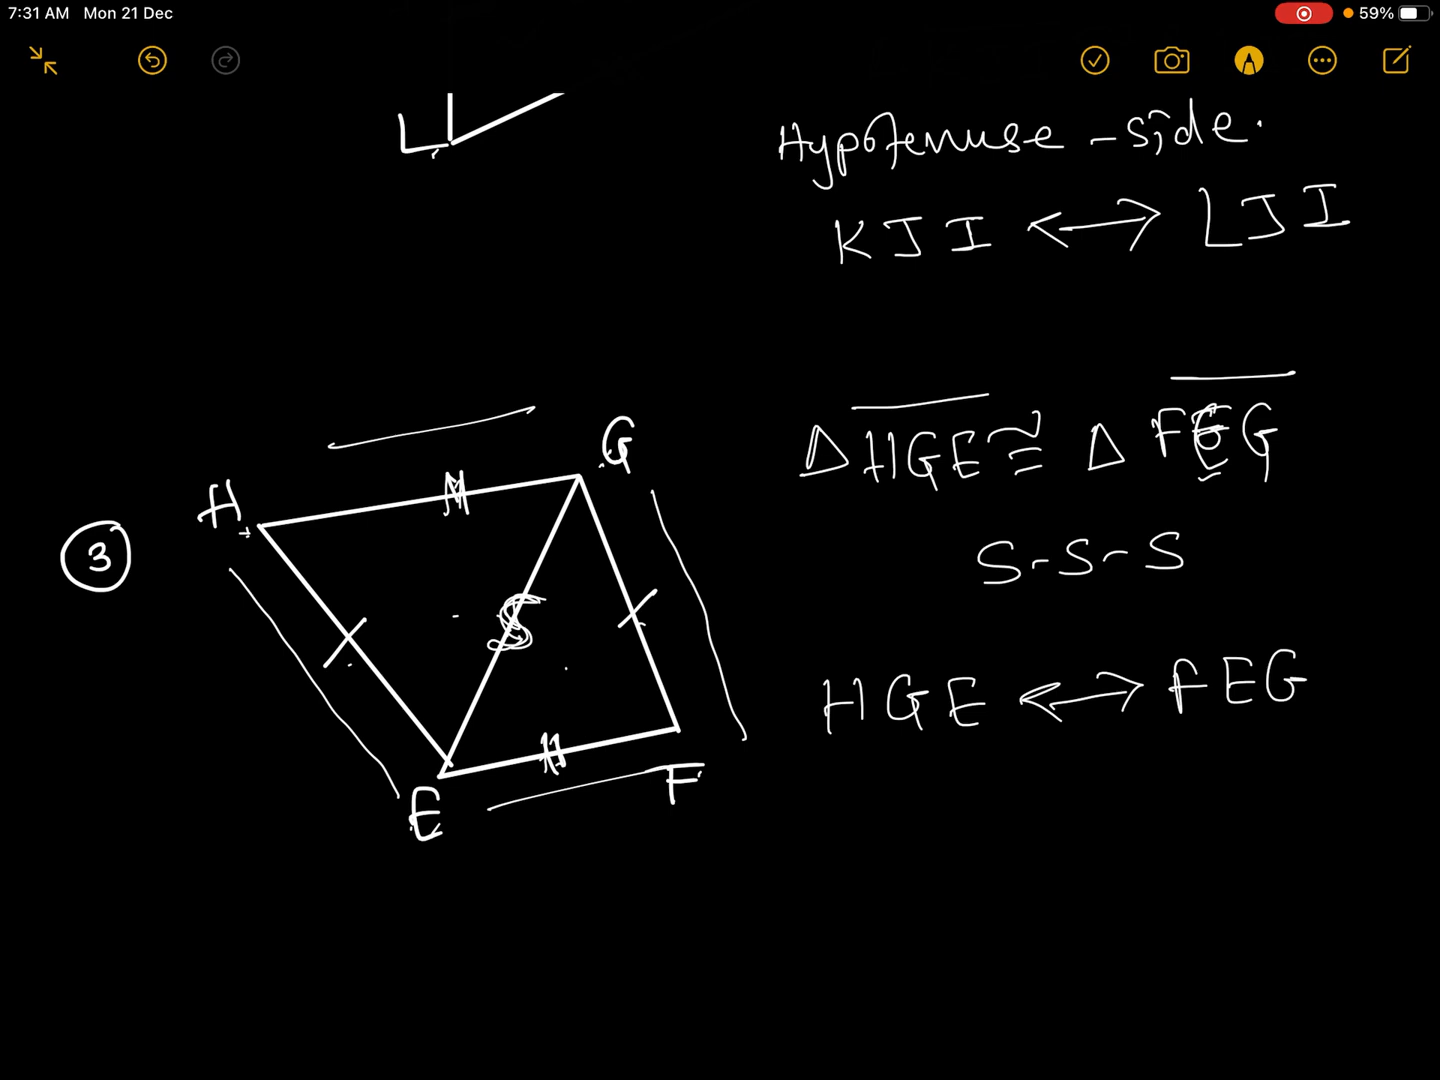 7:31 AM Mon 21 Dec
59%
L
Hypotenuse - side.
KJI ↔ LJI
G
H
3
S
E
F
Δ HGE ≅ Δ FEG
S-S-S
HGE ↔ FEG